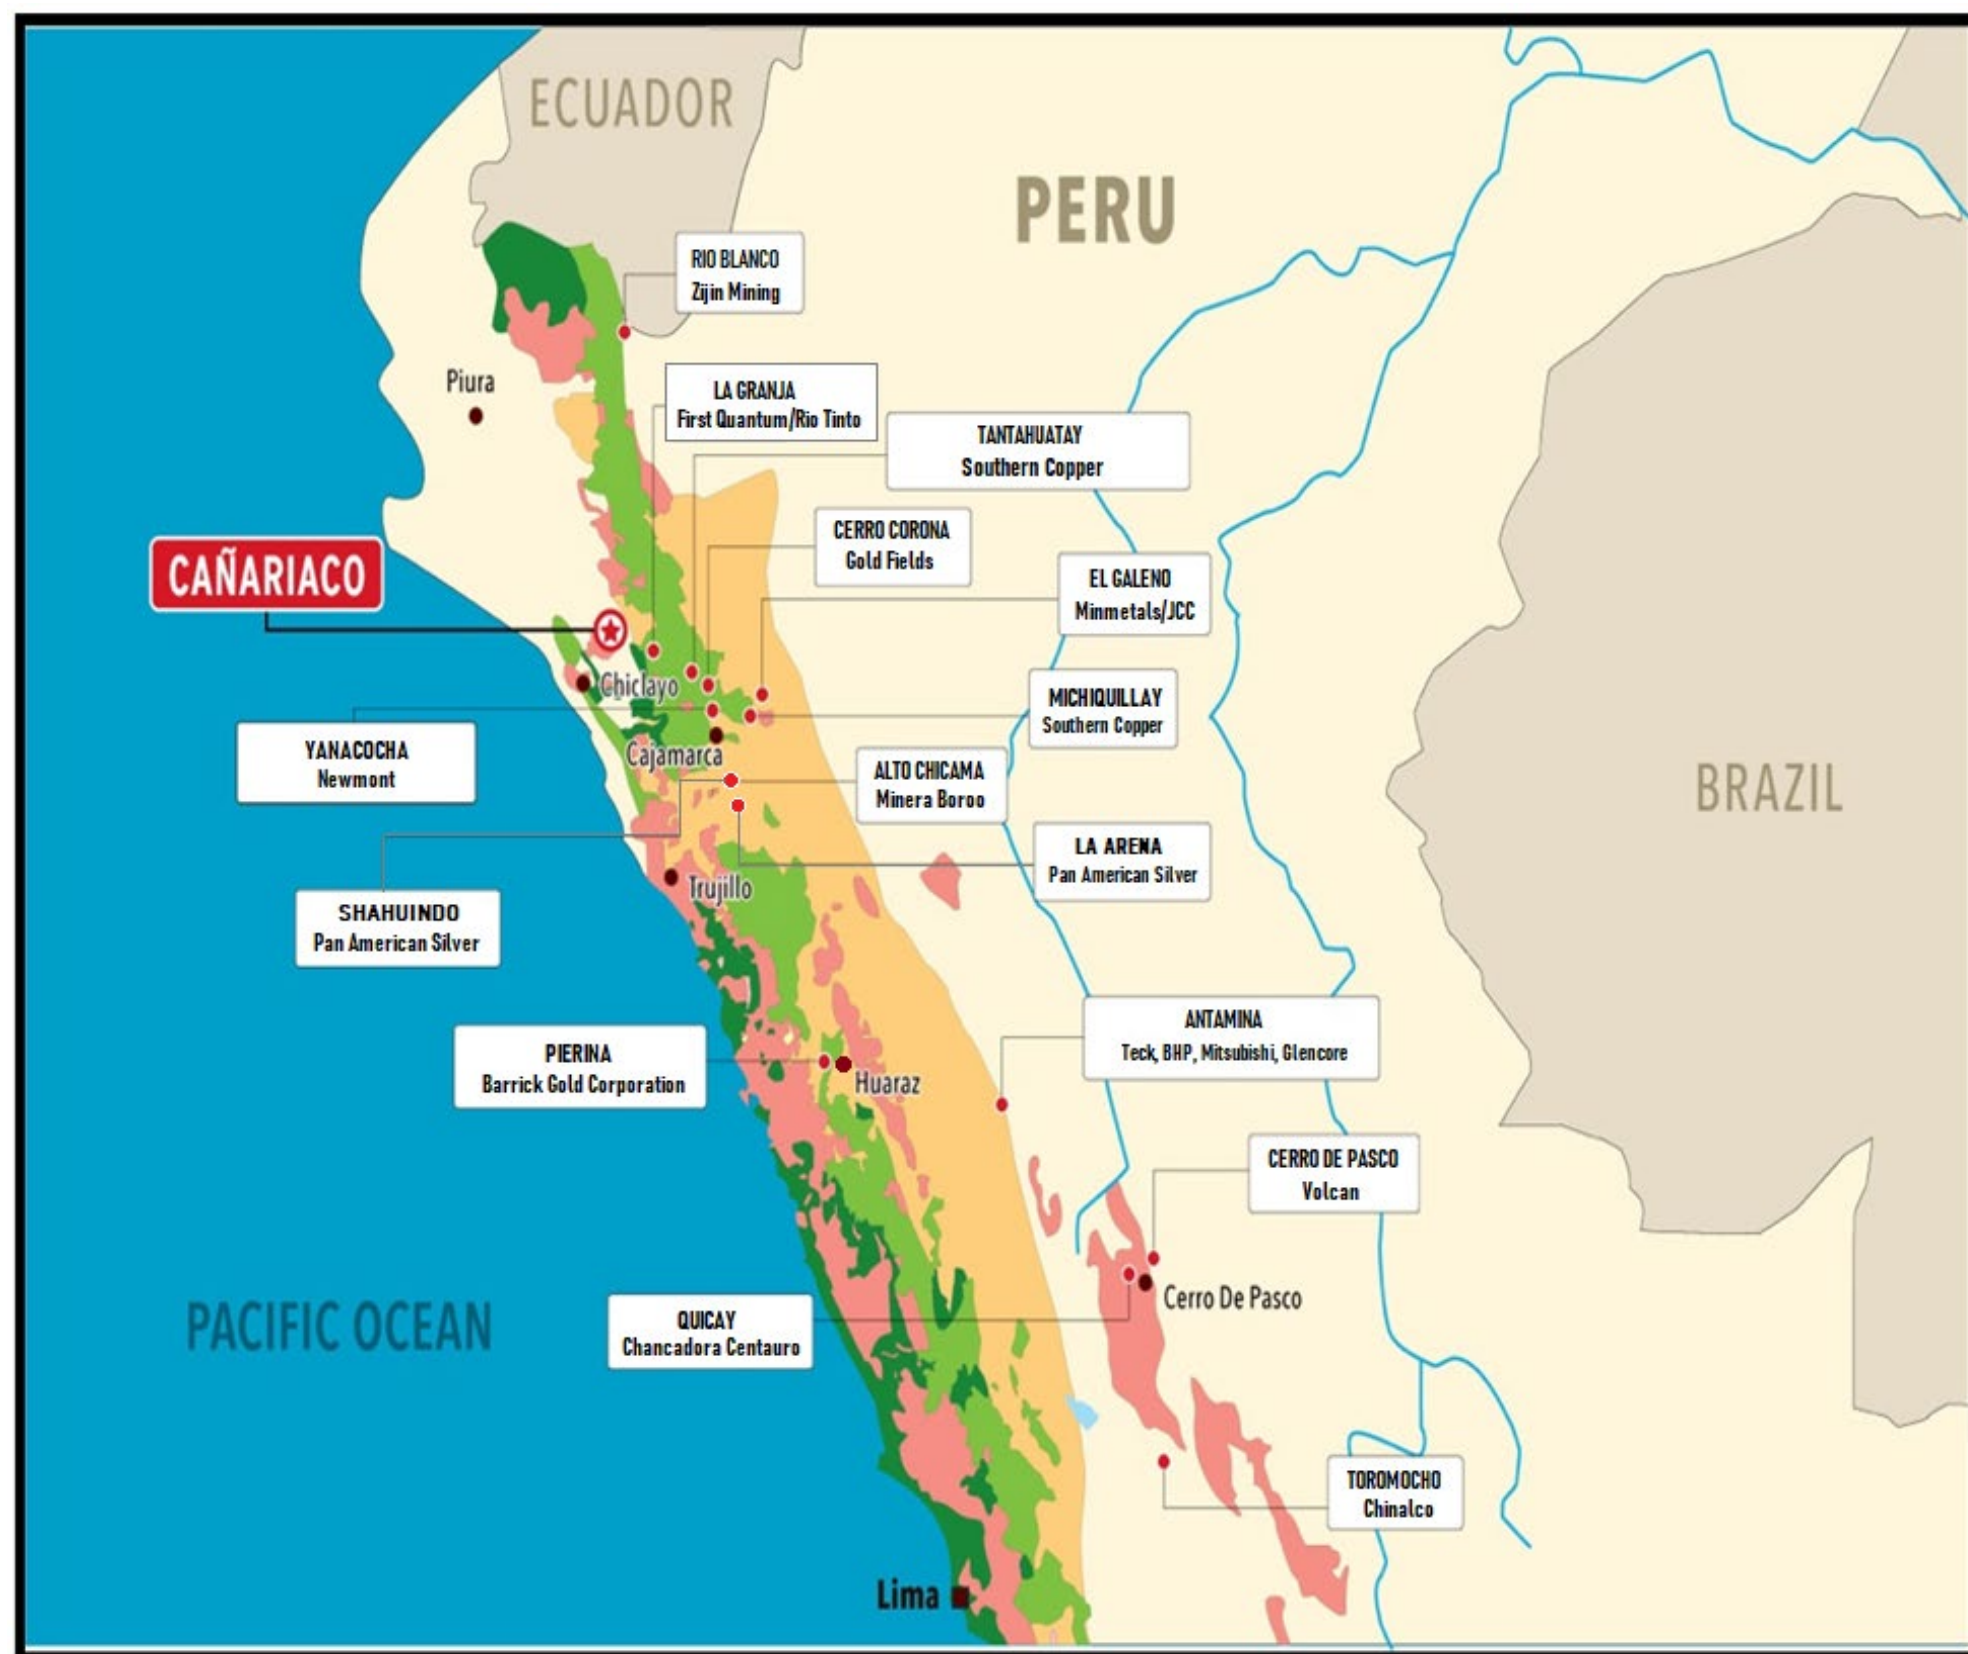 ECUADOR
PERU
RIO BLANCO
Zijin Mining
Piura
LA GRANJA
First Quantum/Rio Tinto
TANTAHUATAY
Southern Copper
CERRO CORONA
Gold Fields
CAÑARIACO
EL GALENO
Minmetals/JCC
Chiclayo
MICHIQUILLAY
Southern Copper
YANACOCHA
Newmont
Cajamarca
ALTO CHICAMA
Minera Boroo
BRAZIL
LA ARENA
Pan American Silver
Trujillo
SHAHUINDO
Pan American Silver
ANTAMINA
Teck, BHP, Mitsubishi, Glencore
PIERINA
Barrick Gold Corporation
Huaraz
CERRO DE PASCO
Volcan
Cerro De Pasco
PACIFIC OCEAN
QUICAY
Chancadora Centauro
TOROMOCHO
Chinalco
Lima